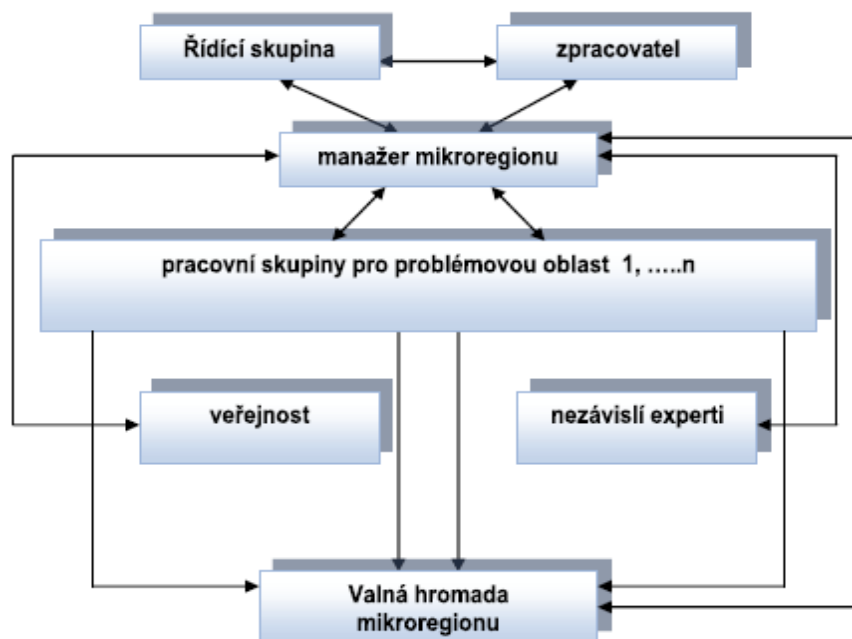 Řídící skupina
zpracovatel
manažer mikroregionu
pracovní skupiny pro problémovou oblast 1, .....n
veřejnost
nezávislí experti
Valná hromada
mikroregionu